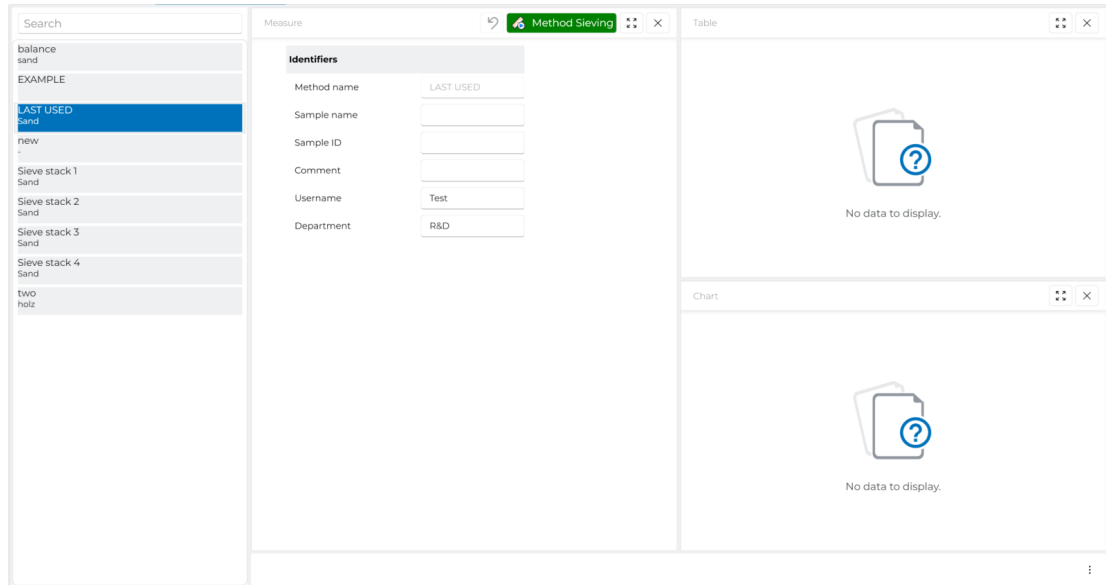 Search
balance
sand
EXAMPLE
LAST USED
Sand
new
-
Sieve stack 1
Sand
Sieve stack 2
Sand
Sieve stack 3
Sand
Sieve stack 4
Sand
two
holz
Measure
Method Sieving
Identifiers
Method name LAST USED
Sample name
Sample ID
Comment
Username Test
Department R&D
Table
No data to display.
Chart
No data to display.